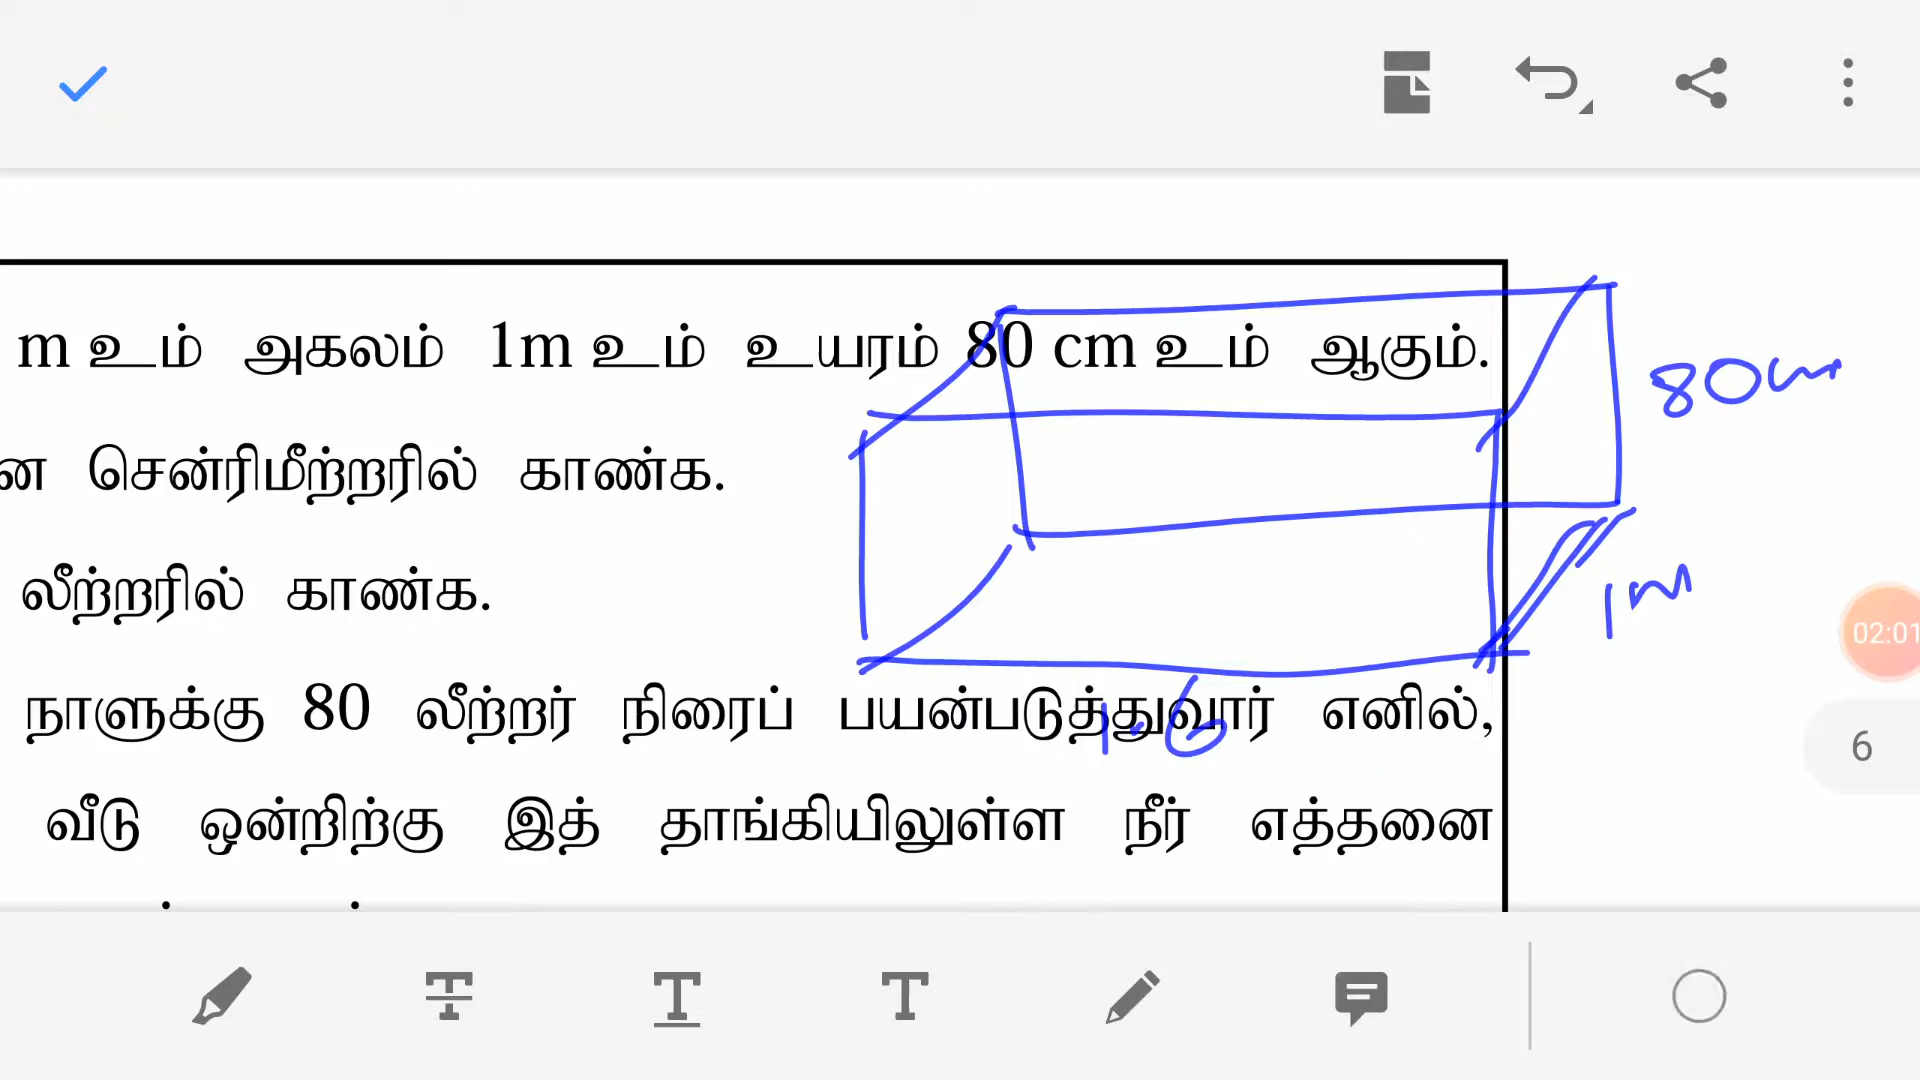 m உம் அகலம் 1m உம் உயரம் 80 cm உம் ஆகும்.
80cm
ன சென்ரிமீற்றரில் காண்க.
லீற்றரில் காண்க.
1m
02:01
நாளுக்கு 80 லீற்றர் நிரைப் பயன்படுத்துவார் எனில்,
1.6
6
வீடு ஒன்றிற்கு இத் தாங்கியிலுள்ள நீர் எத்தனை